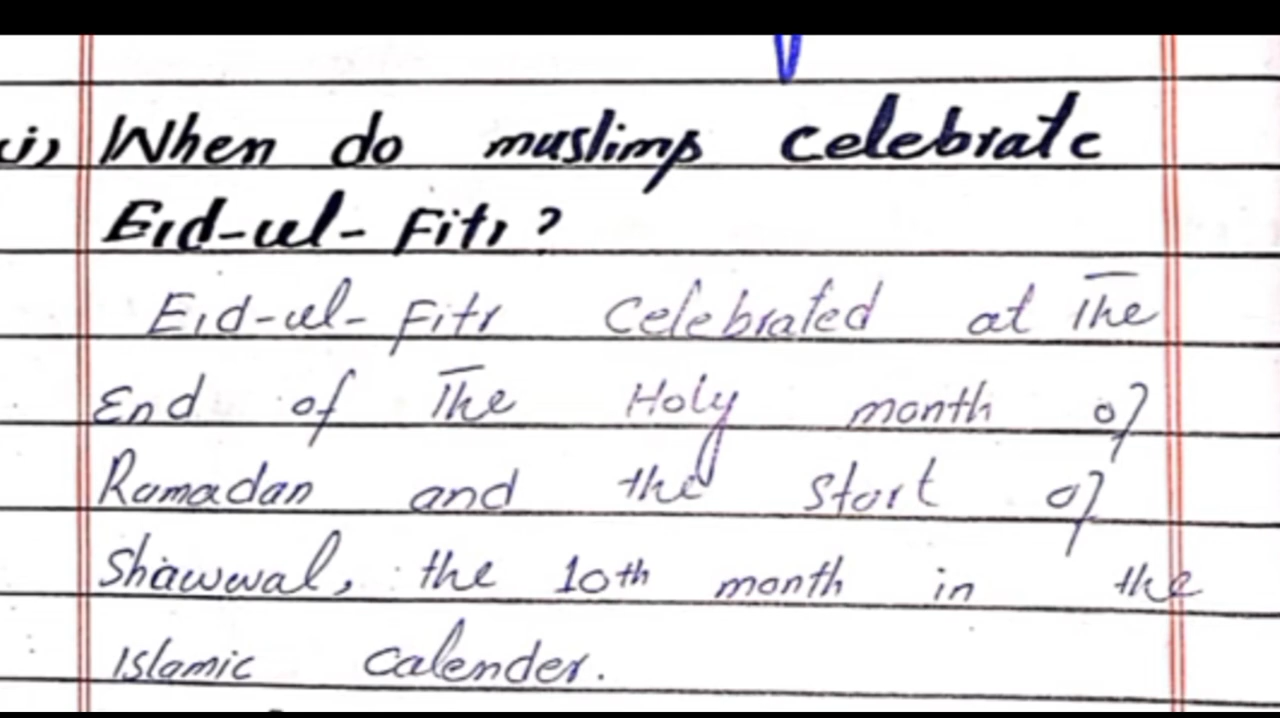 i) When do muslims celebrate
Eid-ul-Fitr?
Eid-ul-Fitr Celebrated at The
End of The Holy month of
Ramadan and the Start of
Shawwal, the 10th month in the
Islamic Calender.